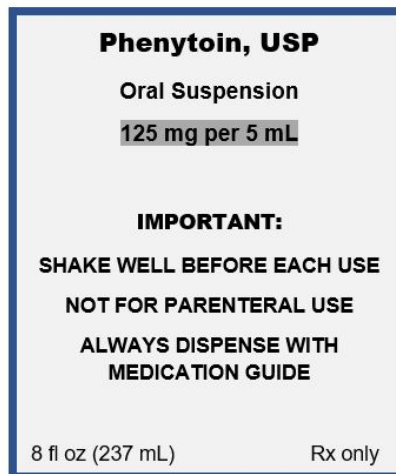 Phenytoin, USP
Oral Suspension
125 mg per 5 mL
IMPORTANT:
SHAKE WELL BEFORE EACH USE
NOT FOR PARENTERAL USE
ALWAYS DISPENSE WITH
MEDICATION GUIDE
8 fl oz (237 mL) Rx only